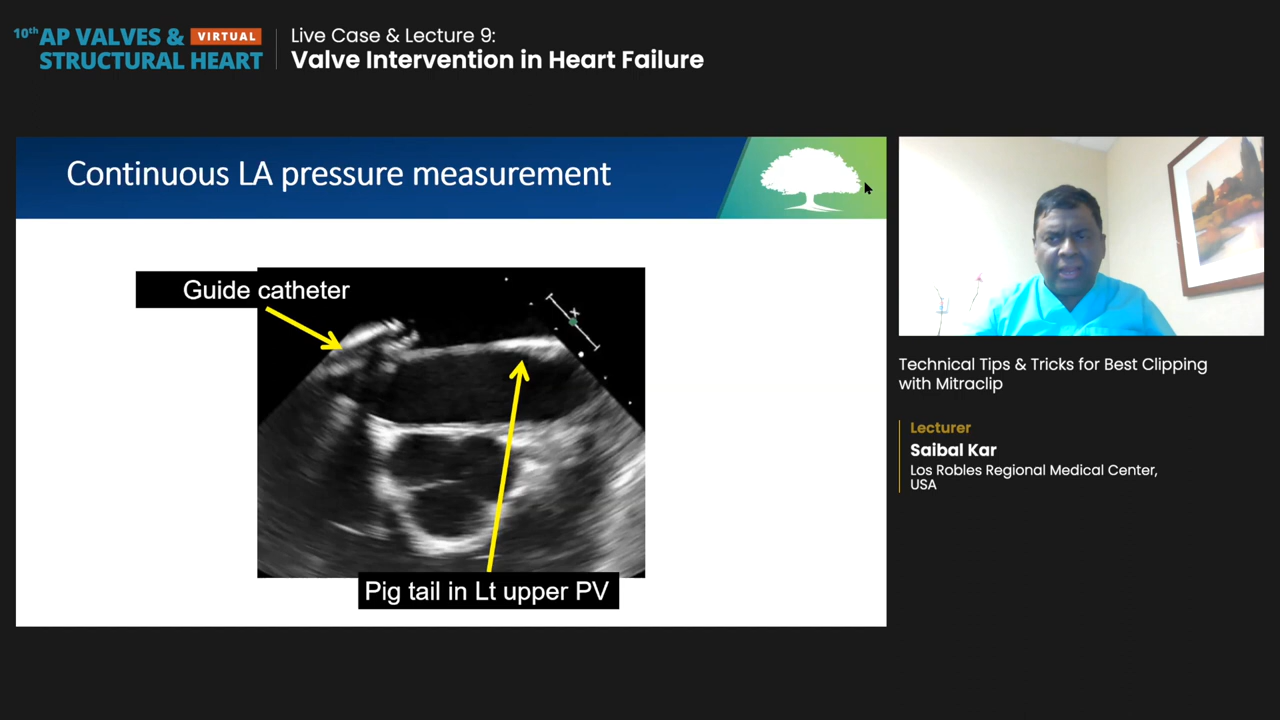 10th AP VALVES & VIRTUAL
STRUCTURAL HEART
Live Case & Lecture 9:
Valve Intervention in Heart Failure
Continuous LA pressure measurement
Guide catheter
Pig tail in Lt upper PV
Technical Tips & Tricks for Best Clipping
with Mitraclip
Lecturer
Saibal Kar
Los Robles Regional Medical Center,
USA